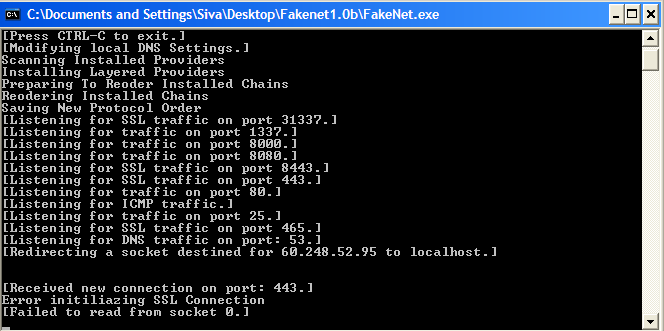 C:\Documents and Settings\Siva\Desktop\Fakenet1.0b\FakeNet.exe
[Press CTRL-C to exit.]
[Modifying local DNS Settings.]
Scanning Installed Providers
Installing Layered Providers
Preparing To Reoder Installed Chains
Reodering Installed Chains
Saving New Protocol Order
[Listening for SSL traffic on port 31337.]
[Listening for traffic on port 1337.]
[Listening for traffic on port 8000.]
[Listening for traffic on port 8080.]
[Listening for SSL traffic on port 8443.]
[Listening for SSL traffic on port 443.]
[Listening for traffic on port 80.]
[Listening for ICMP traffic.]
[Listening for traffic on port 25.]
[Listening for SSL traffic on port 465.]
[Listening for DNS traffic on port: 53.]
[Redirecting a socket destined for 60.248.52.95 to localhost.]
[Received new connection on port: 443.]
Error initiliazing SSL Connection
[Failed to read from socket 0.]